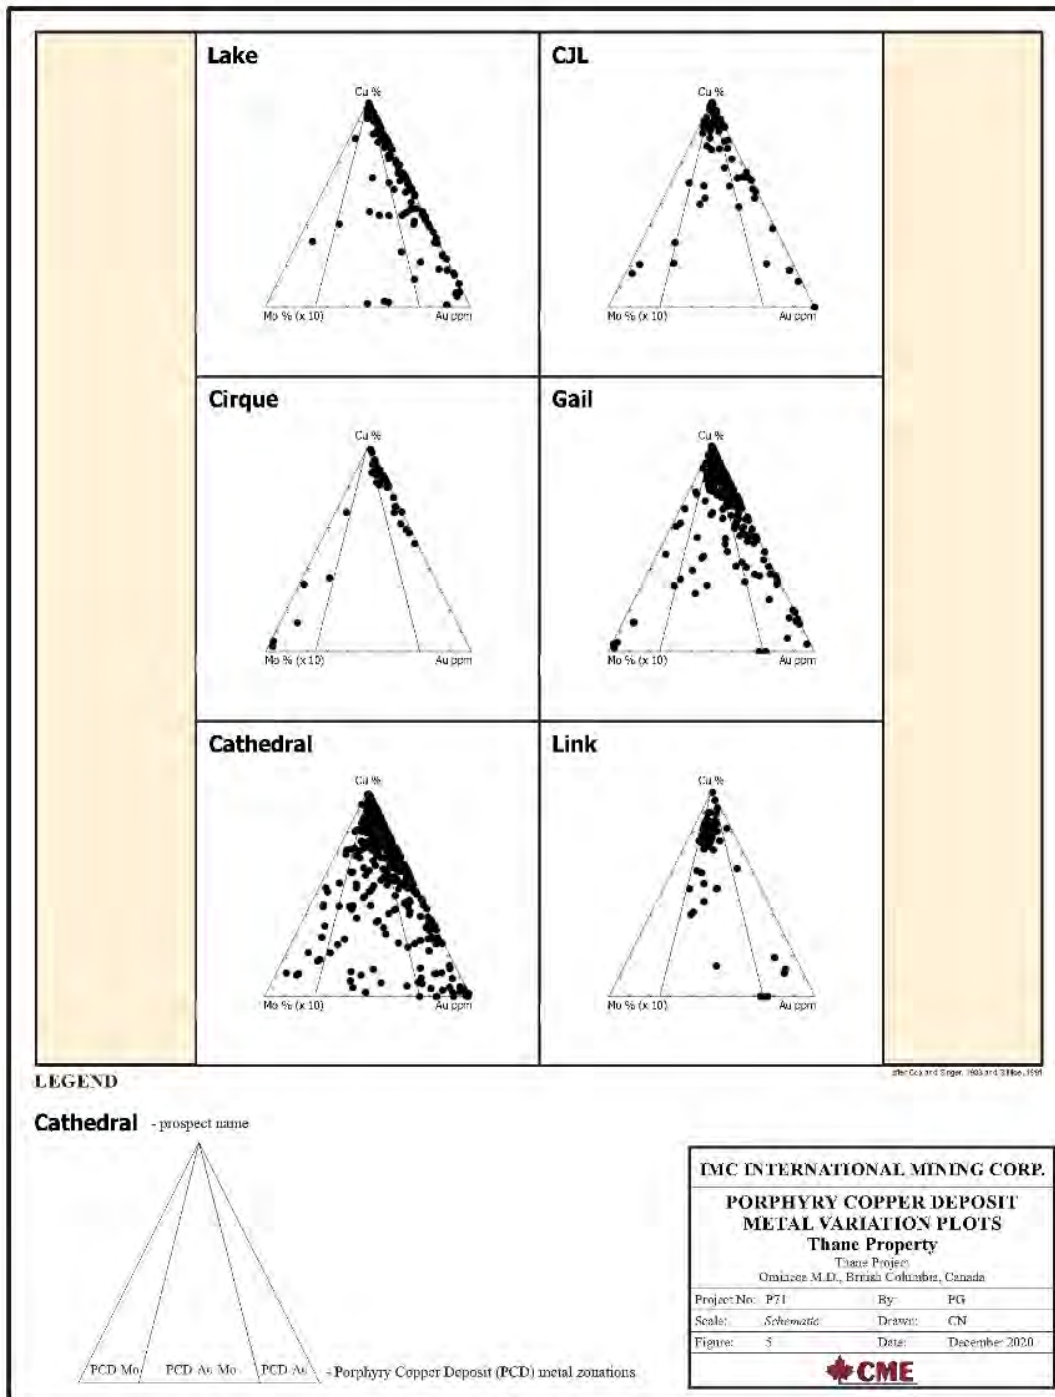 Lake
CJL
Cu %
Cu %
Mo % (x 10)
Au ppm
Mo % (x 10)
Au ppm
Cirque
Gail
Cu %
Cu %
Mo % (x 10)
Au ppm
Mo % (x 10)
Au ppm
Cathedral
Link
Cu %
Cu %
Mo % (x 10)
Au ppm
Mo % (x 10)
Au ppm
and Singer,
LEGEND
Cathedral - prospect name
PCD Mo PCD Au Mo PCD Au - Porphyry Copper Deposit (PCD) metal zonations
IMC INTERNATIONAL MINING CORP.
PORPHYRY COPPER DEPOSIT
METAL VARIATION PLOTS
Thane Property
Thane Project
Omineca M.D., British Columbia, Canada
Project No: P71 By: PG
Scale: Schematic Drawn: CN
Figure: 5 Date: December 2020
CME